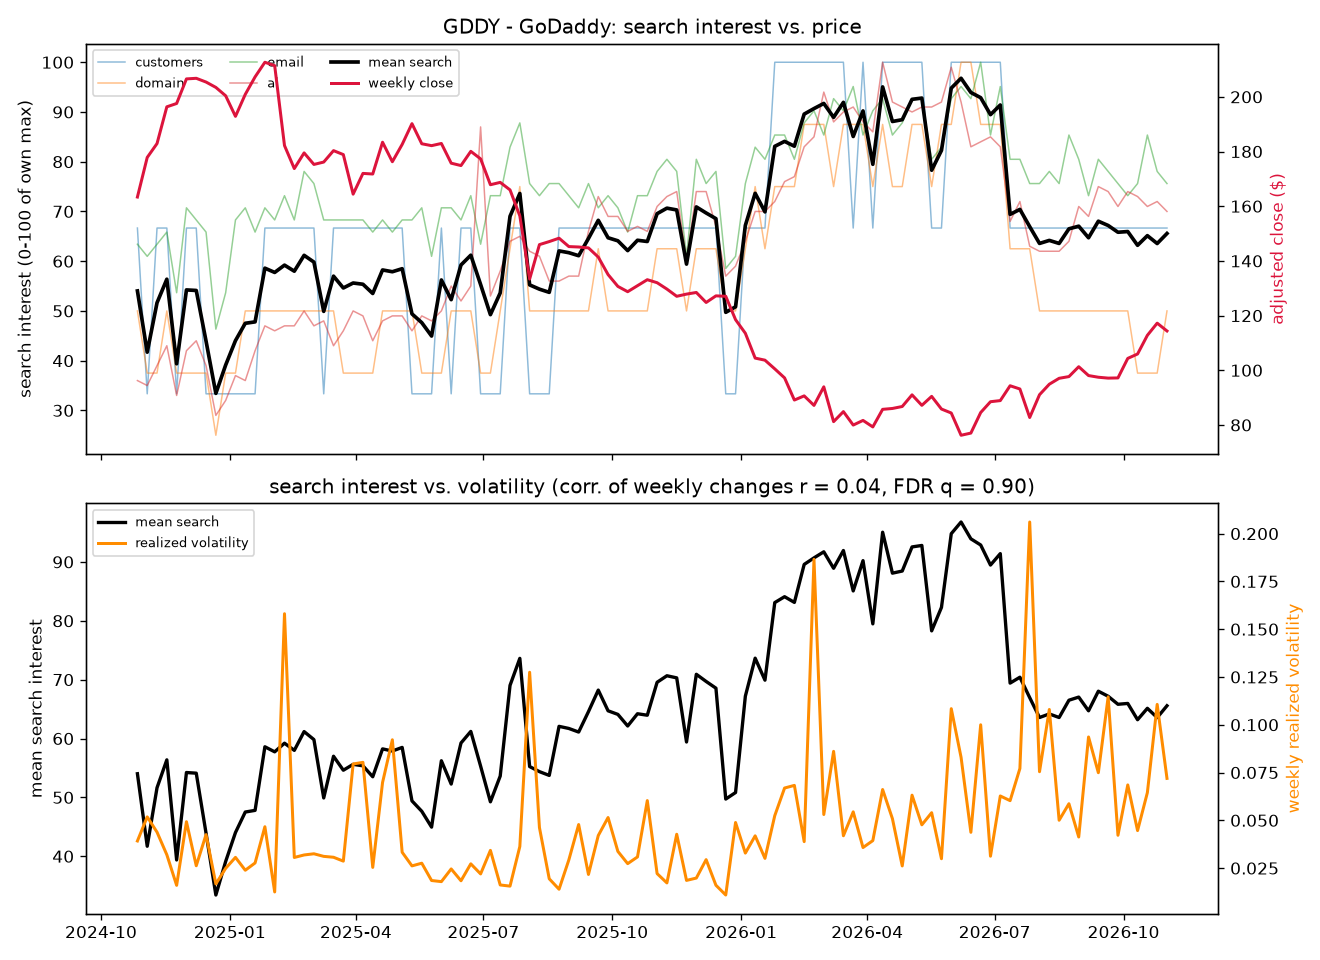 GDDY - GoDaddy: search interest vs. price
customers
email
mean search
domain
a
weekly close
100
90
80
70
60
50
40
30
search interest (0-100 of own max)
200
180
160
140
120
100
80
adjusted close ($)
search interest vs. volatility (corr. of weekly changes r = 0.04, FDR q = 0.90)
mean search
realized volatility
90
80
70
60
50
40
mean search interest
0.200
0.175
0.150
0.125
0.100
0.075
0.050
0.025
weekly realized volatility
2024-10
2025-01
2025-04
2025-07
2025-10
2026-01
2026-04
2026-07
2026-10